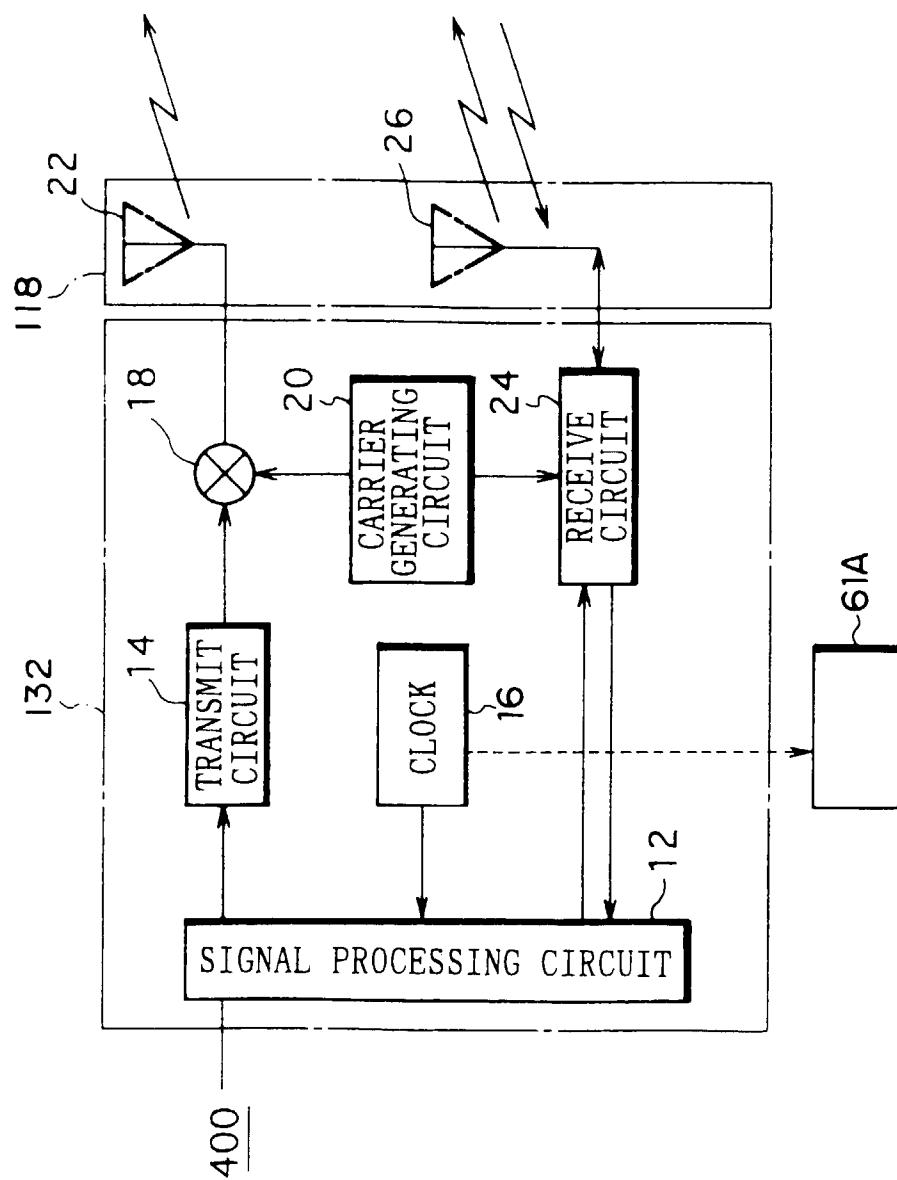 118
22
26
132
18
14
TRANSMIT
CIRCUIT
20
CARRIER
GENERATING
CIRCUIT
24
RECEIVE
CIRCUIT
CLOCK
16
12
SIGNAL PROCESSING CIRCUIT
400
61A